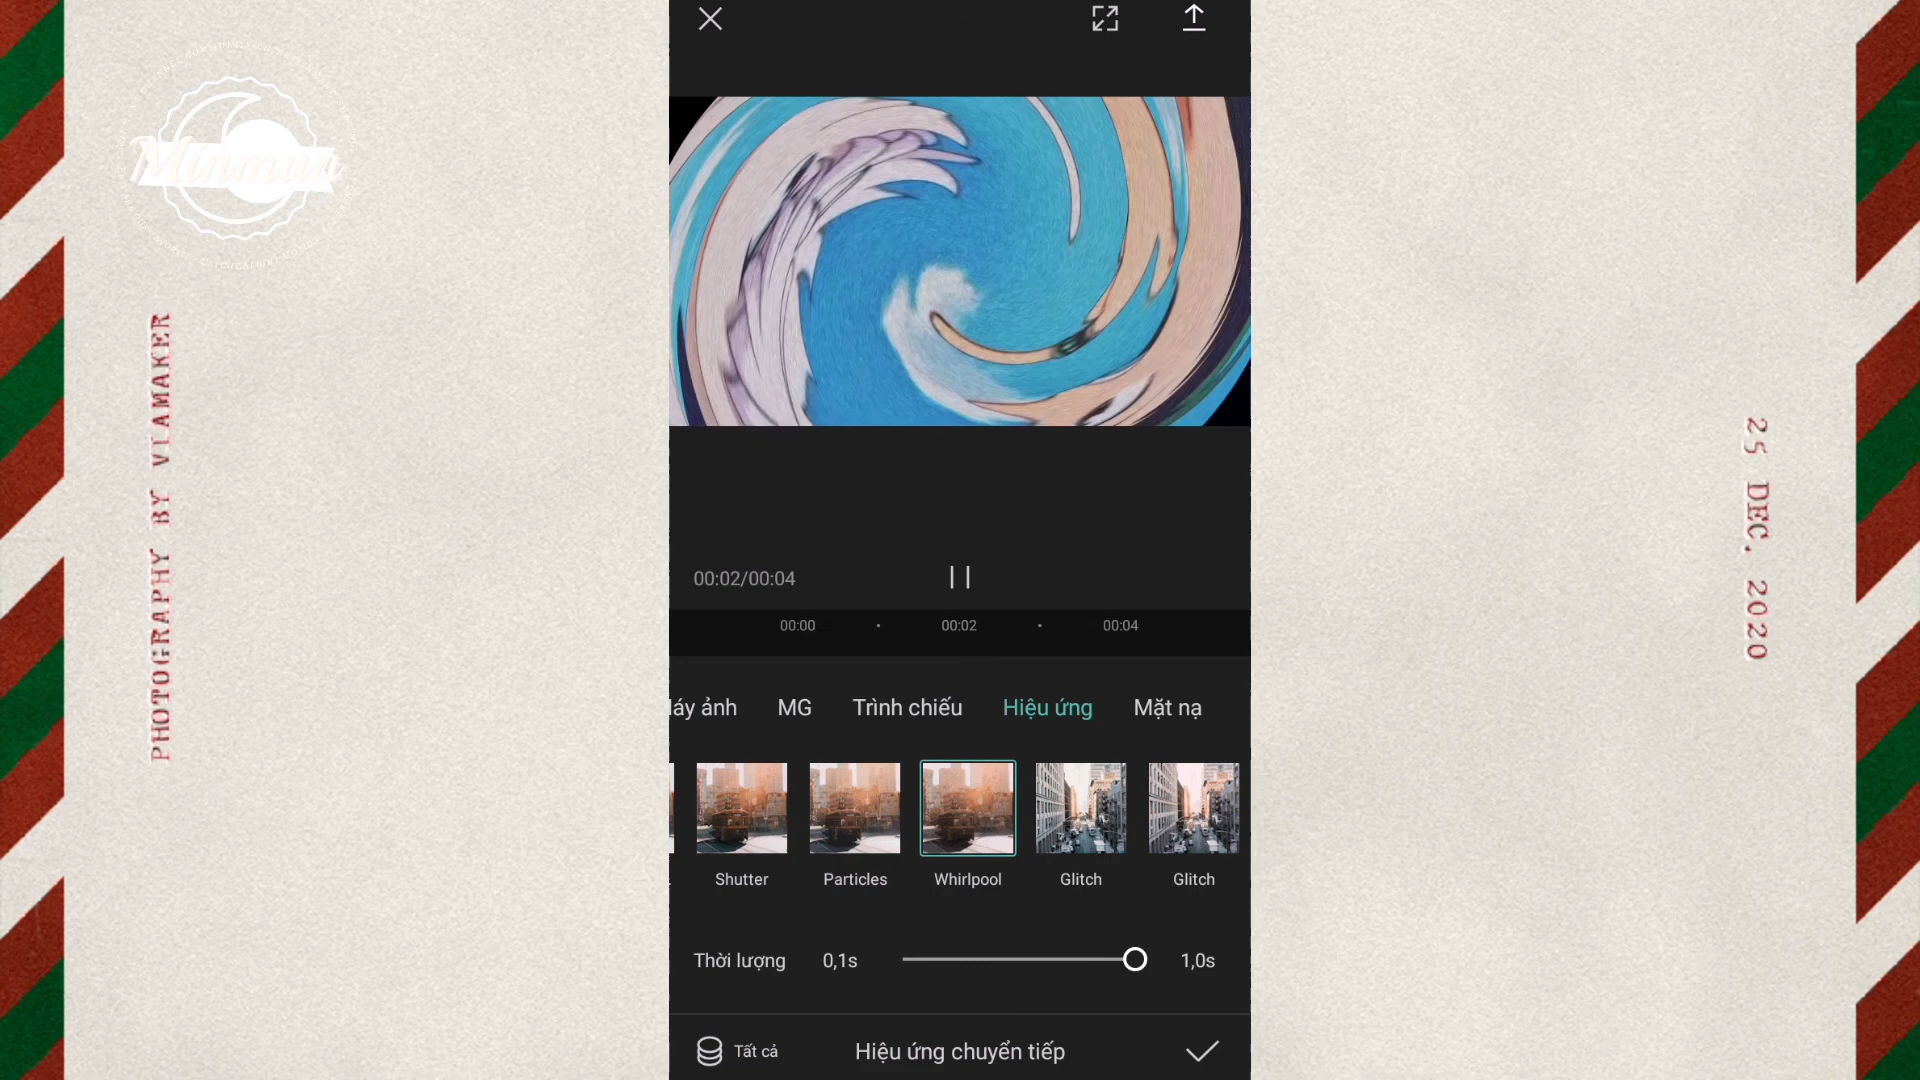 Minmun
PHOTOGRAPHY BY VIAMAKER
25 DEC. 2020
00:02/00:04
00:00
00:02
00:04
áy ảnh
MG
Trình chiếu
Hiệu ứng
Mặt nạ
Shutter
Particles
Whirlpool
Glitch
Glitch
Thời lượng
0,1s
1,0s
Tất cả
Hiệu ứng chuyển tiếp